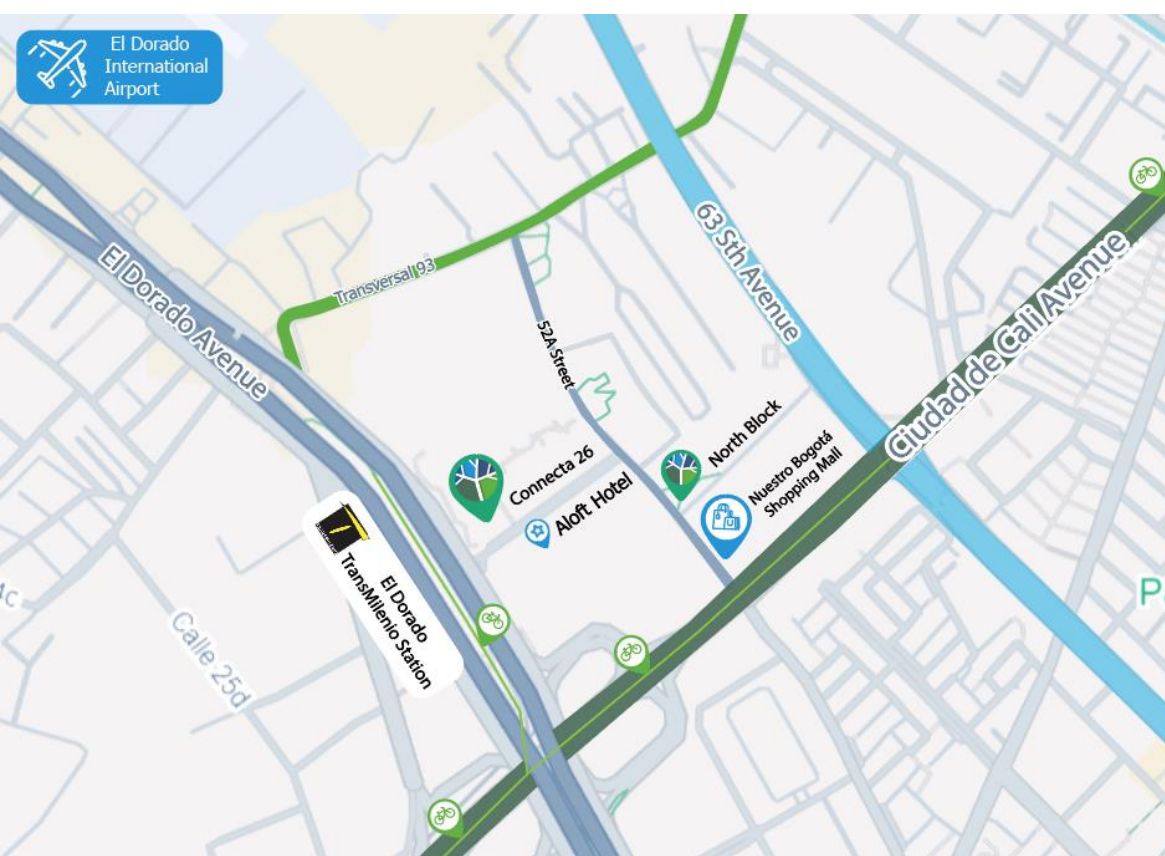 El Dorado
International
Airport
El Dorado Avenue
Transversal 93
63 Sth Avenue
Ciudad de Cali Avenue
52A Street
North Block
Connecta 26
Aloft Hotel
Nuestro Bogotá
Shopping Mall
El Dorado
TransMilenio Station
Calle 25d